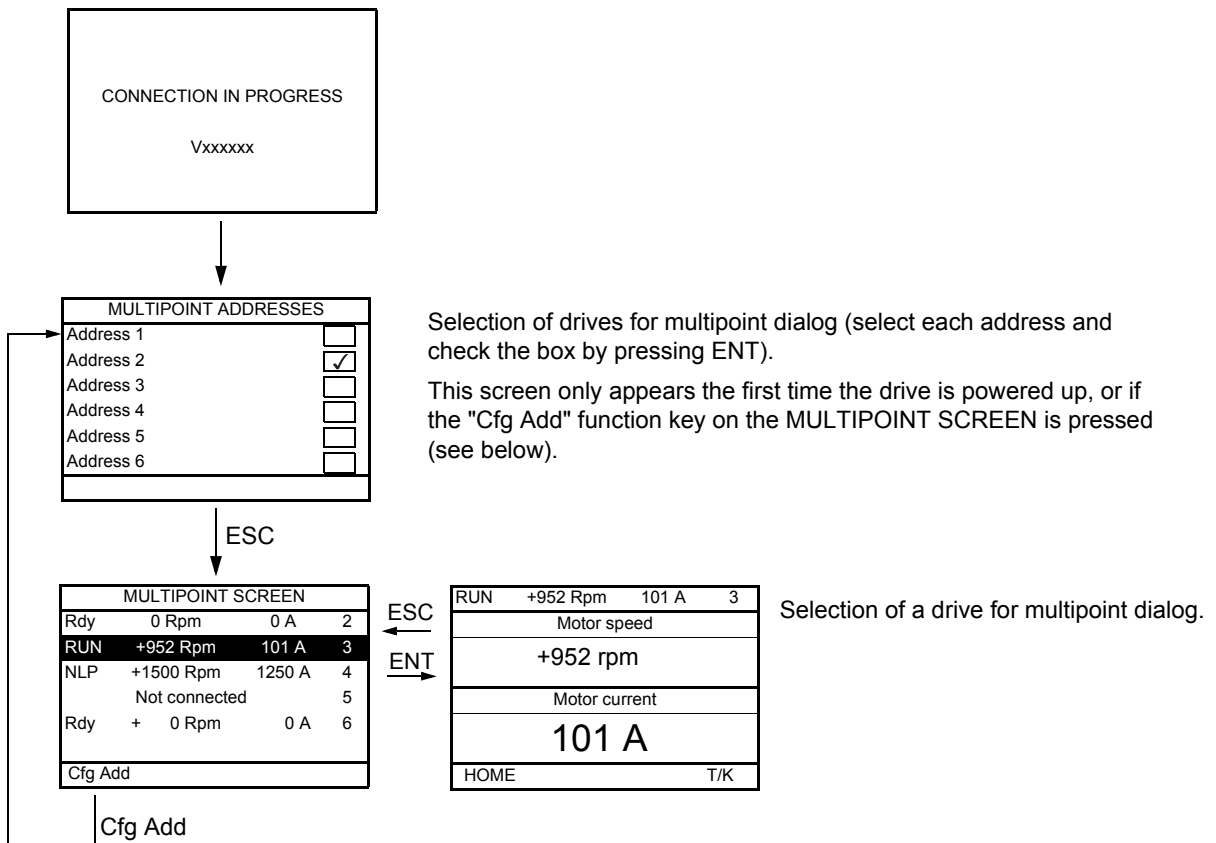 CONNECTION IN PROGRESS
Vxxxxxx
MULTIPOINT ADDRESSES
Address 1
Address 2 ✓
Address 3
Address 4
Address 5
Address 6
Selection of drives for multipoint dialog (select each address and
check the box by pressing ENT).
This screen only appears the first time the drive is powered up, or if
the "Cfg Add" function key on the MULTIPOINT SCREEN is pressed
(see below).
ESC
MULTIPOINT SCREEN
Rdy 0 Rpm 0 A 2
RUN +952 Rpm 101 A 3
NLP +1500 Rpm 1250 A 4
Not connected 5
Rdy + 0 Rpm 0 A 6
Cfg Add
ESC
ENT
RUN +952 Rpm 101 A 3
Motor speed
+952 rpm
Motor current
101 A
HOME T/K
Selection of a drive for multipoint dialog.
Cfg Add